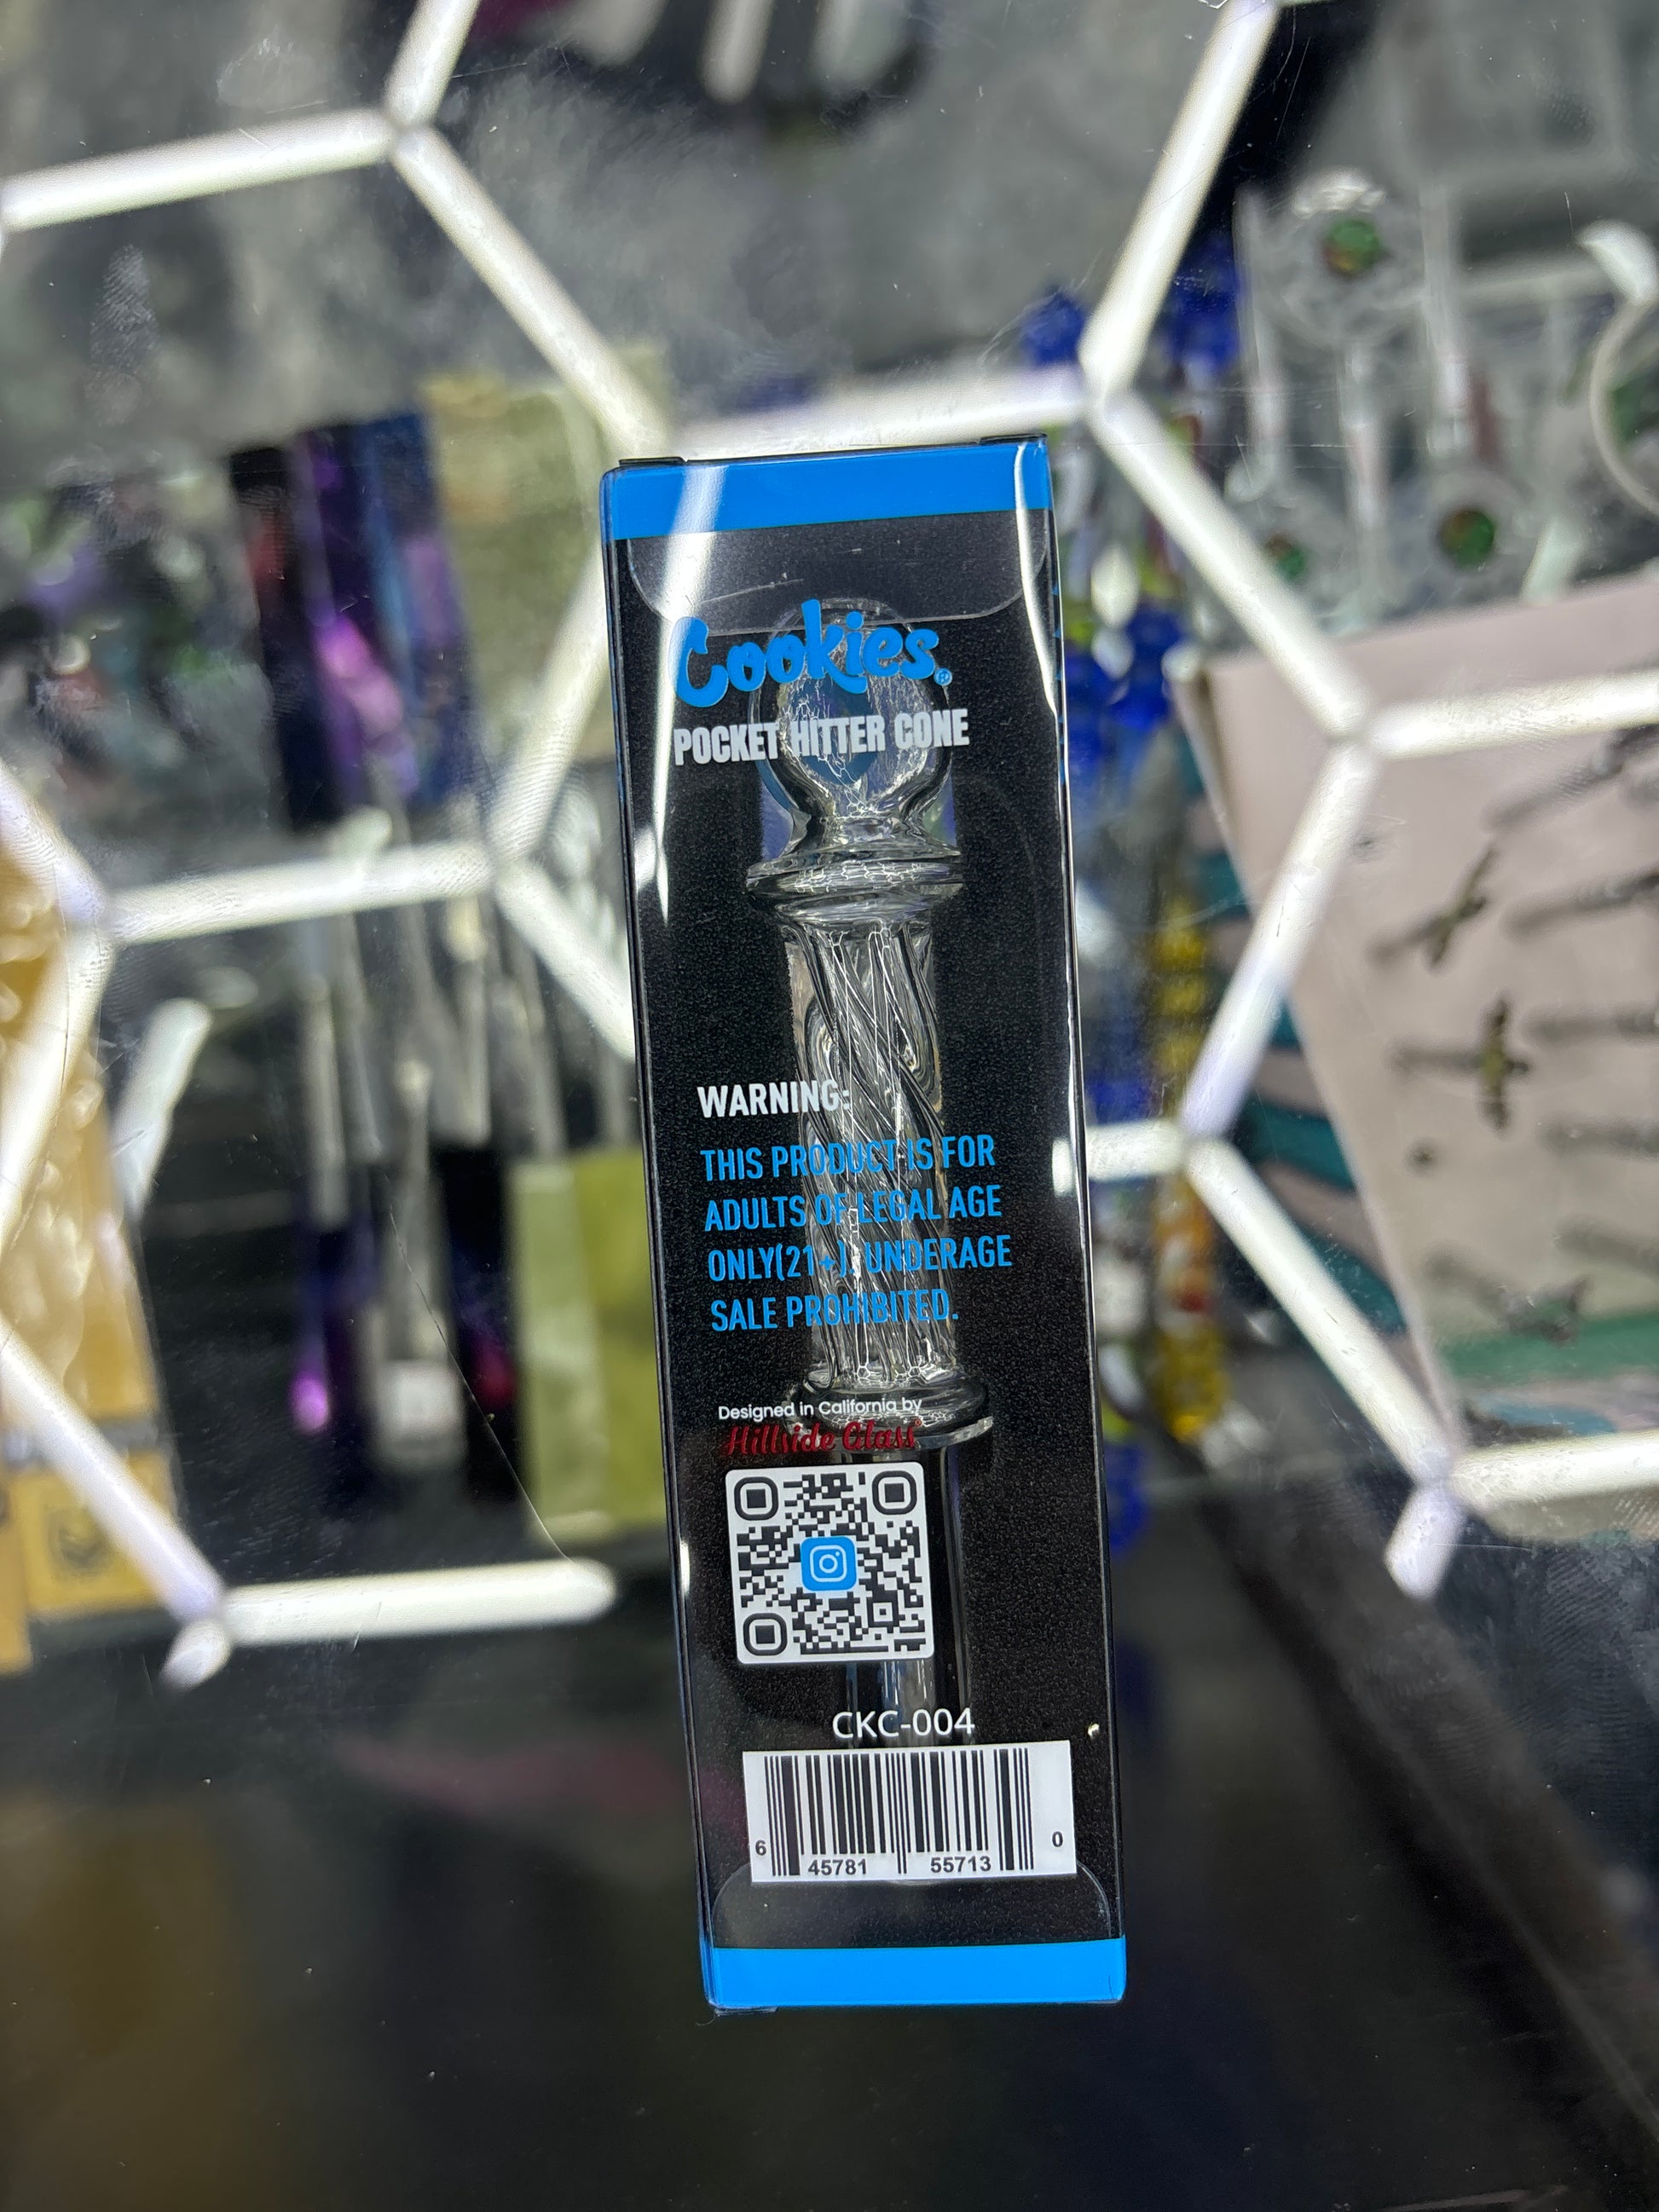 Cookies®
POCKET HITTER CONE
WARNING:
THIS PRODUCT IS FOR
ADULTS OF LEGAL AGE
ONLY(21+). UNDERAGE
SALE PROHIBITED.
Designed in California by
Hillside Glass
CKC-004
6 45781 55713 0